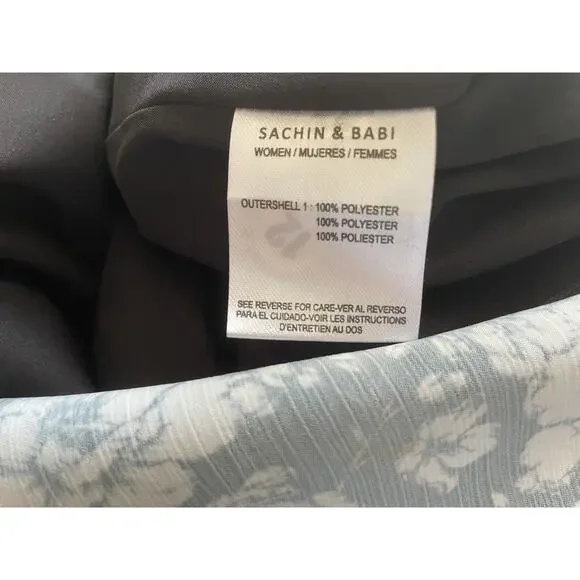 SACHIN & BABI
WOMEN / MUJERES / FEMMES
OUTERSHELL 1 : 100% POLYESTER
100% POLYESTER
100% POLIESTER
SEE REVERSE FOR CARE-VER AL REVERSO
PARA EL CUIDADO-VOIR LES INSTRUCTIONS
D'ENTRETIEN AU DOS